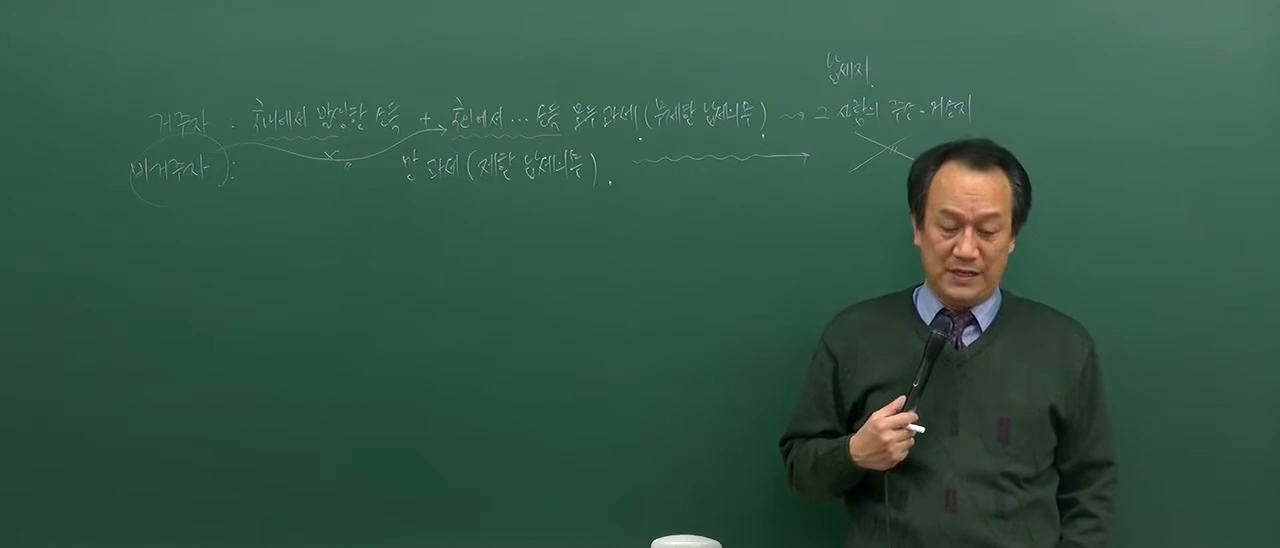 납세지
거주자 : 국내에서 발생한 소득 + 국외에서 ... 소득 모두 과세 (무제한 납세의무) → 그 사람의 주소·거소지
비거주자 : 만 과세 (제한 납세의무)